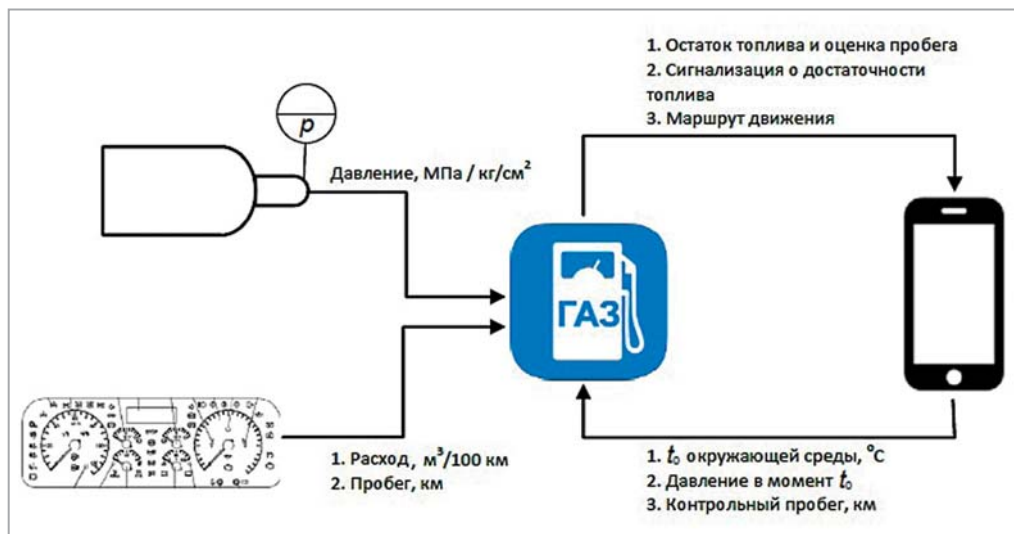 1. Остаток топлива и оценка пробега
2. Сигнализация о достаточности
топлива
3. Маршрут движения
p
Давление, МПа / кг/см²
ГАЗ
1. Расход, м³/100 км
2. Пробег, км
1. t₀ окружающей среды, °C
2. Давление в момент t₀
3. Контрольный пробег, км